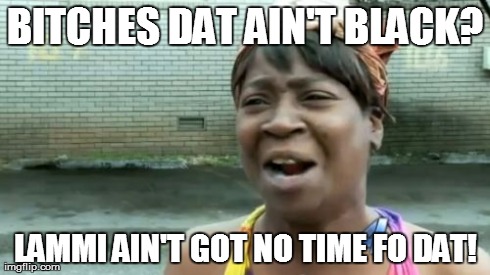 BITCHES DAT AIN'T BLACK?
LAMMI AIN'T GOT NO TIME FO DAT!
imgflip.com